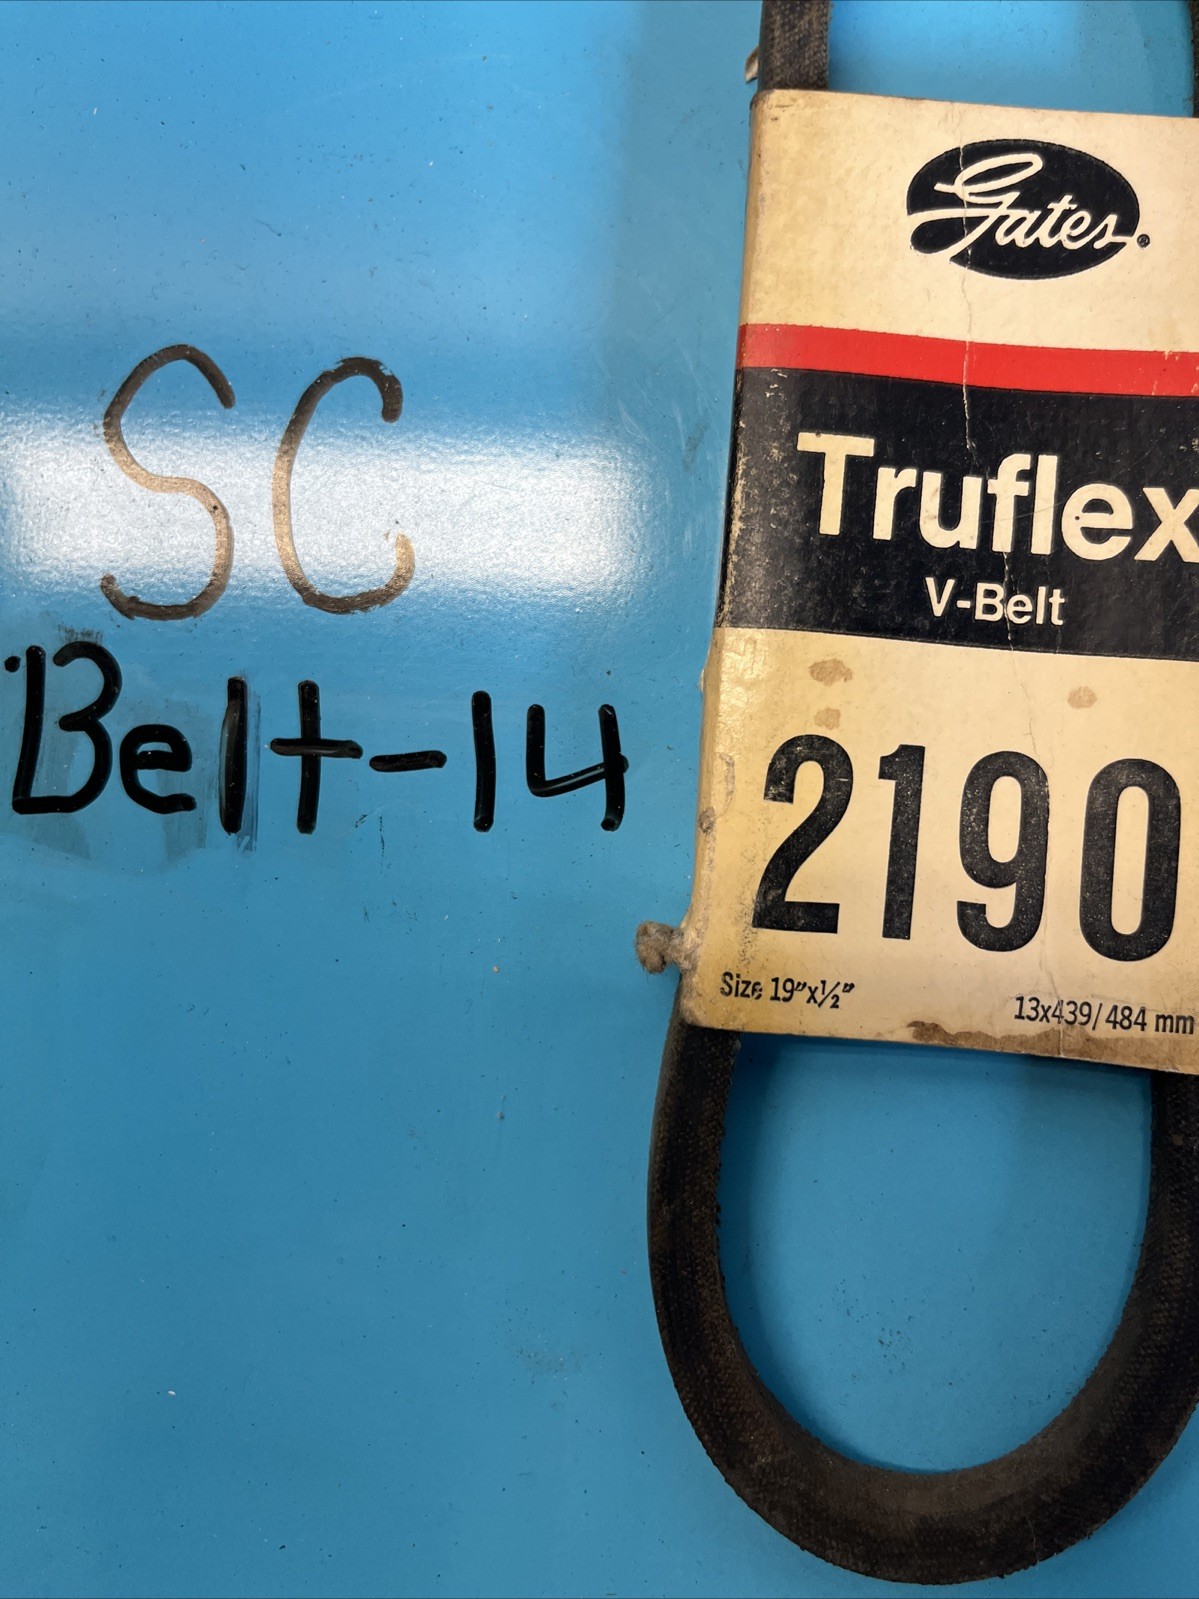 Gates®
SC
Truflex
V-Belt
Belt-14
2190
Size 19"x½"
13x439/484 mm